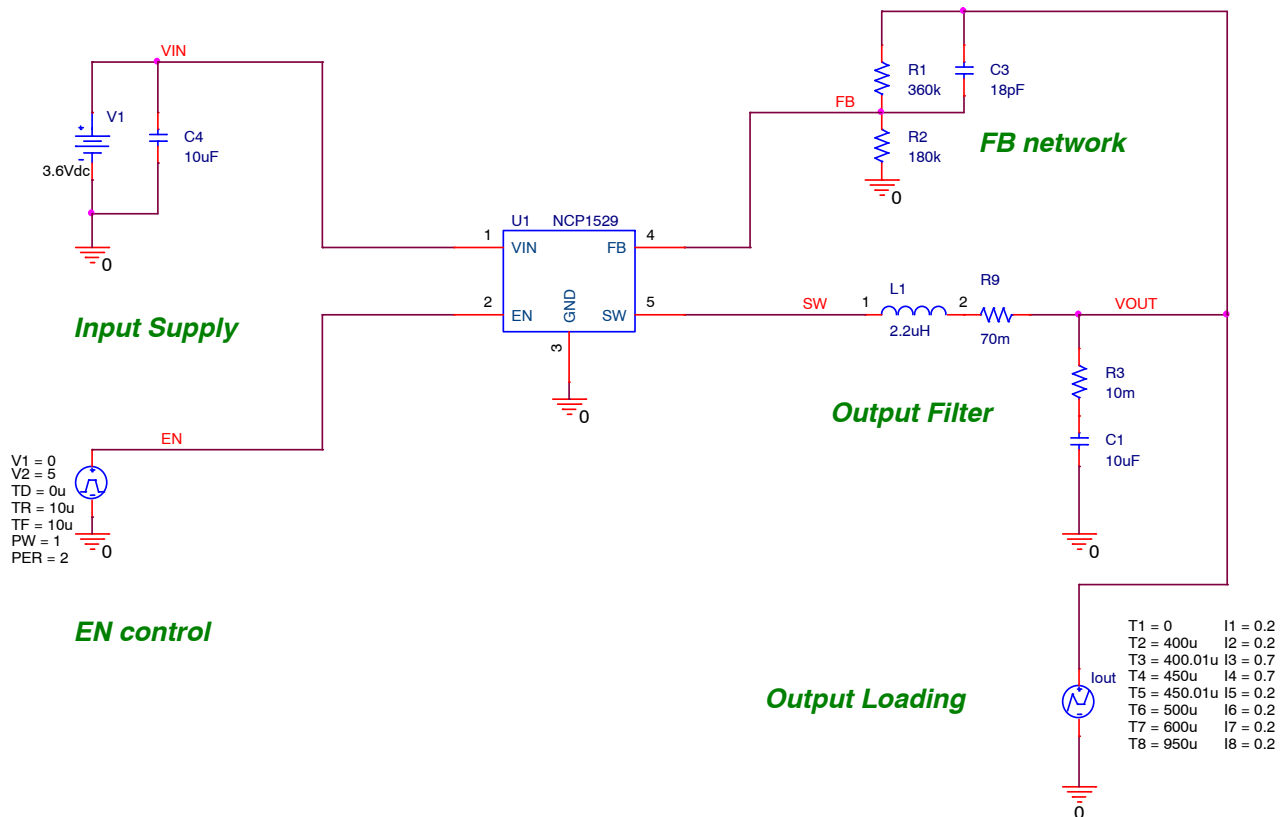 VIN
V1
3.6Vdc
C4
10uF
0
Input Supply
R1
360k
C3
18pF
FB
R2
180k
0
FB network
U1 NCP1529
1 VIN FB 4
2 EN GND SW 5
3
0
SW
L1
1 2
2.2uH
R9
70m
VOUT
R3
10m
C1
10uF
0
Output Filter
EN
V1 = 0
V2 = 5
TD = 0u
TR = 10u
TF = 10u
PW = 1
PER = 2
0
EN control
Output Loading
Iout
T1 = 0 I1 = 0.2
T2 = 400u I2 = 0.2
T3 = 400.01u I3 = 0.7
T4 = 450u I4 = 0.7
T5 = 450.01u I5 = 0.2
T6 = 500u I6 = 0.2
T7 = 600u I7 = 0.2
T8 = 950u I8 = 0.2
0